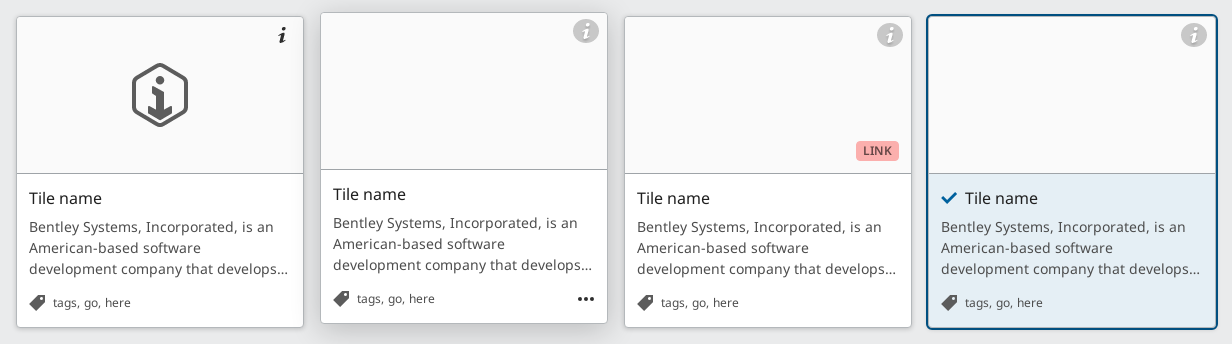 Tile name
Bentley Systems, Incorporated, is an
American-based software
development company that develops...
tags, go, here
Tile name
Bentley Systems, Incorporated, is an
American-based software
development company that develops...
tags, go, here
LINK
Tile name
Bentley Systems, Incorporated, is an
American-based software
development company that develops...
tags, go, here
Tile name
Bentley Systems, Incorporated, is an
American-based software
development company that develops...
tags, go, here